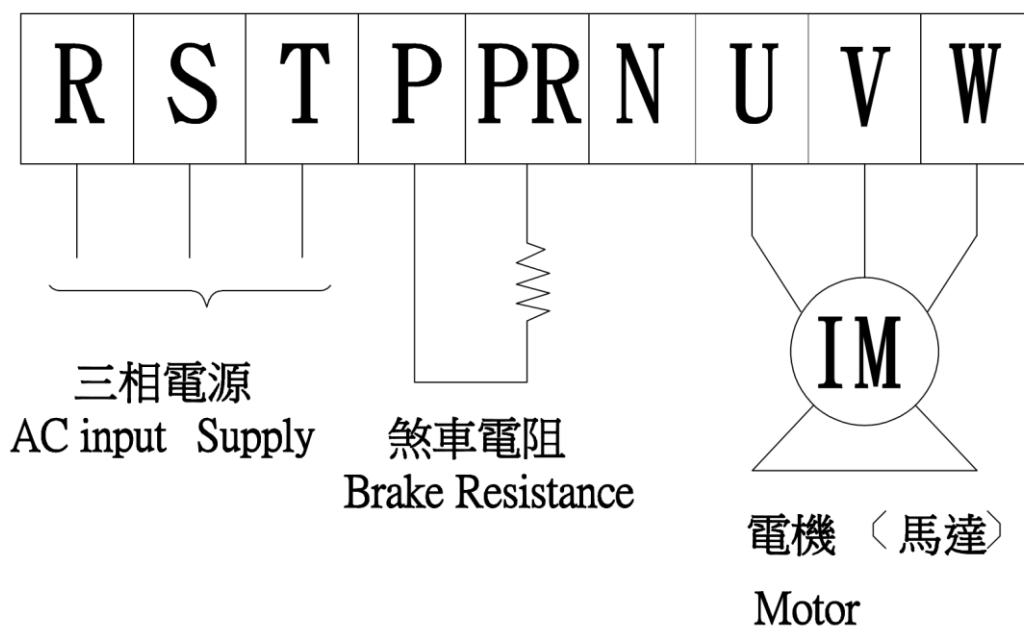 R S T P PR N U V W
IM
三相電源
AC input Supply
煞車電阻
Brake Resistance
電機（馬達）
Motor